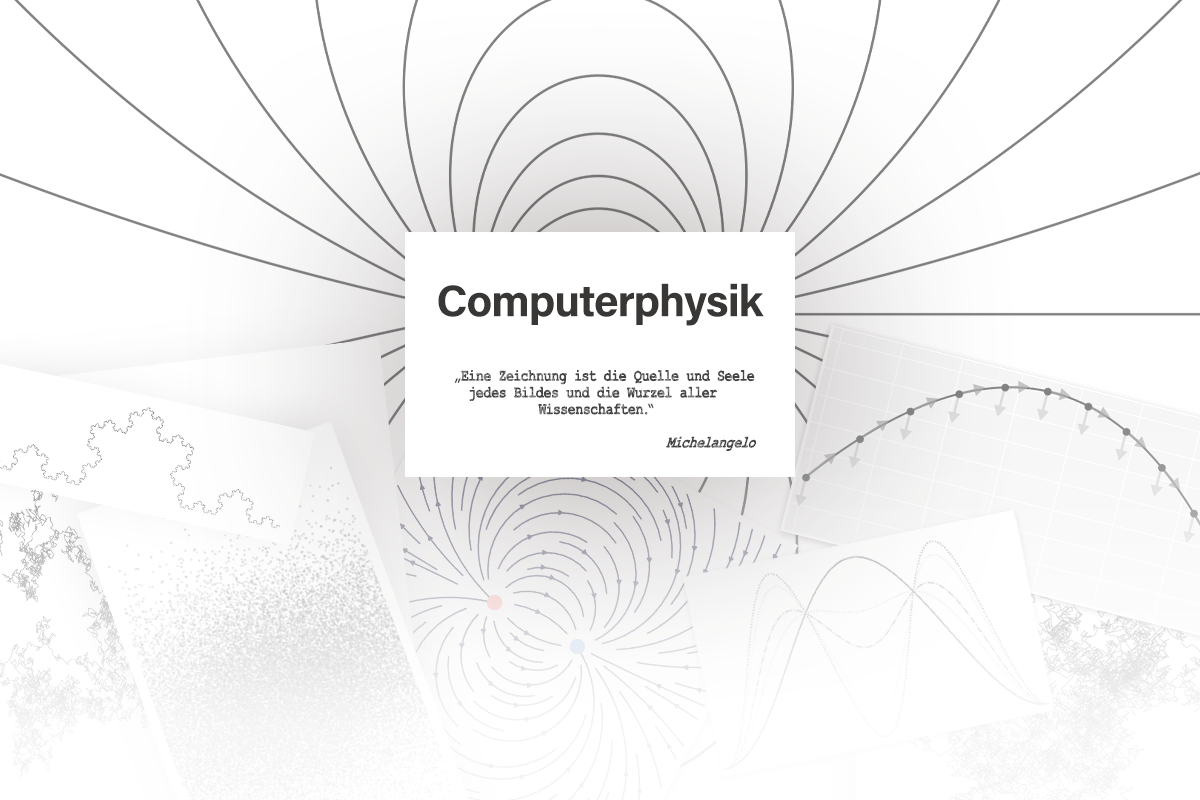 Computerphysik
„Eine Zeichnung ist die Quelle und Seele
jedes Bildes und die Wurzel aller
Wissenschaften.“
Michelangelo